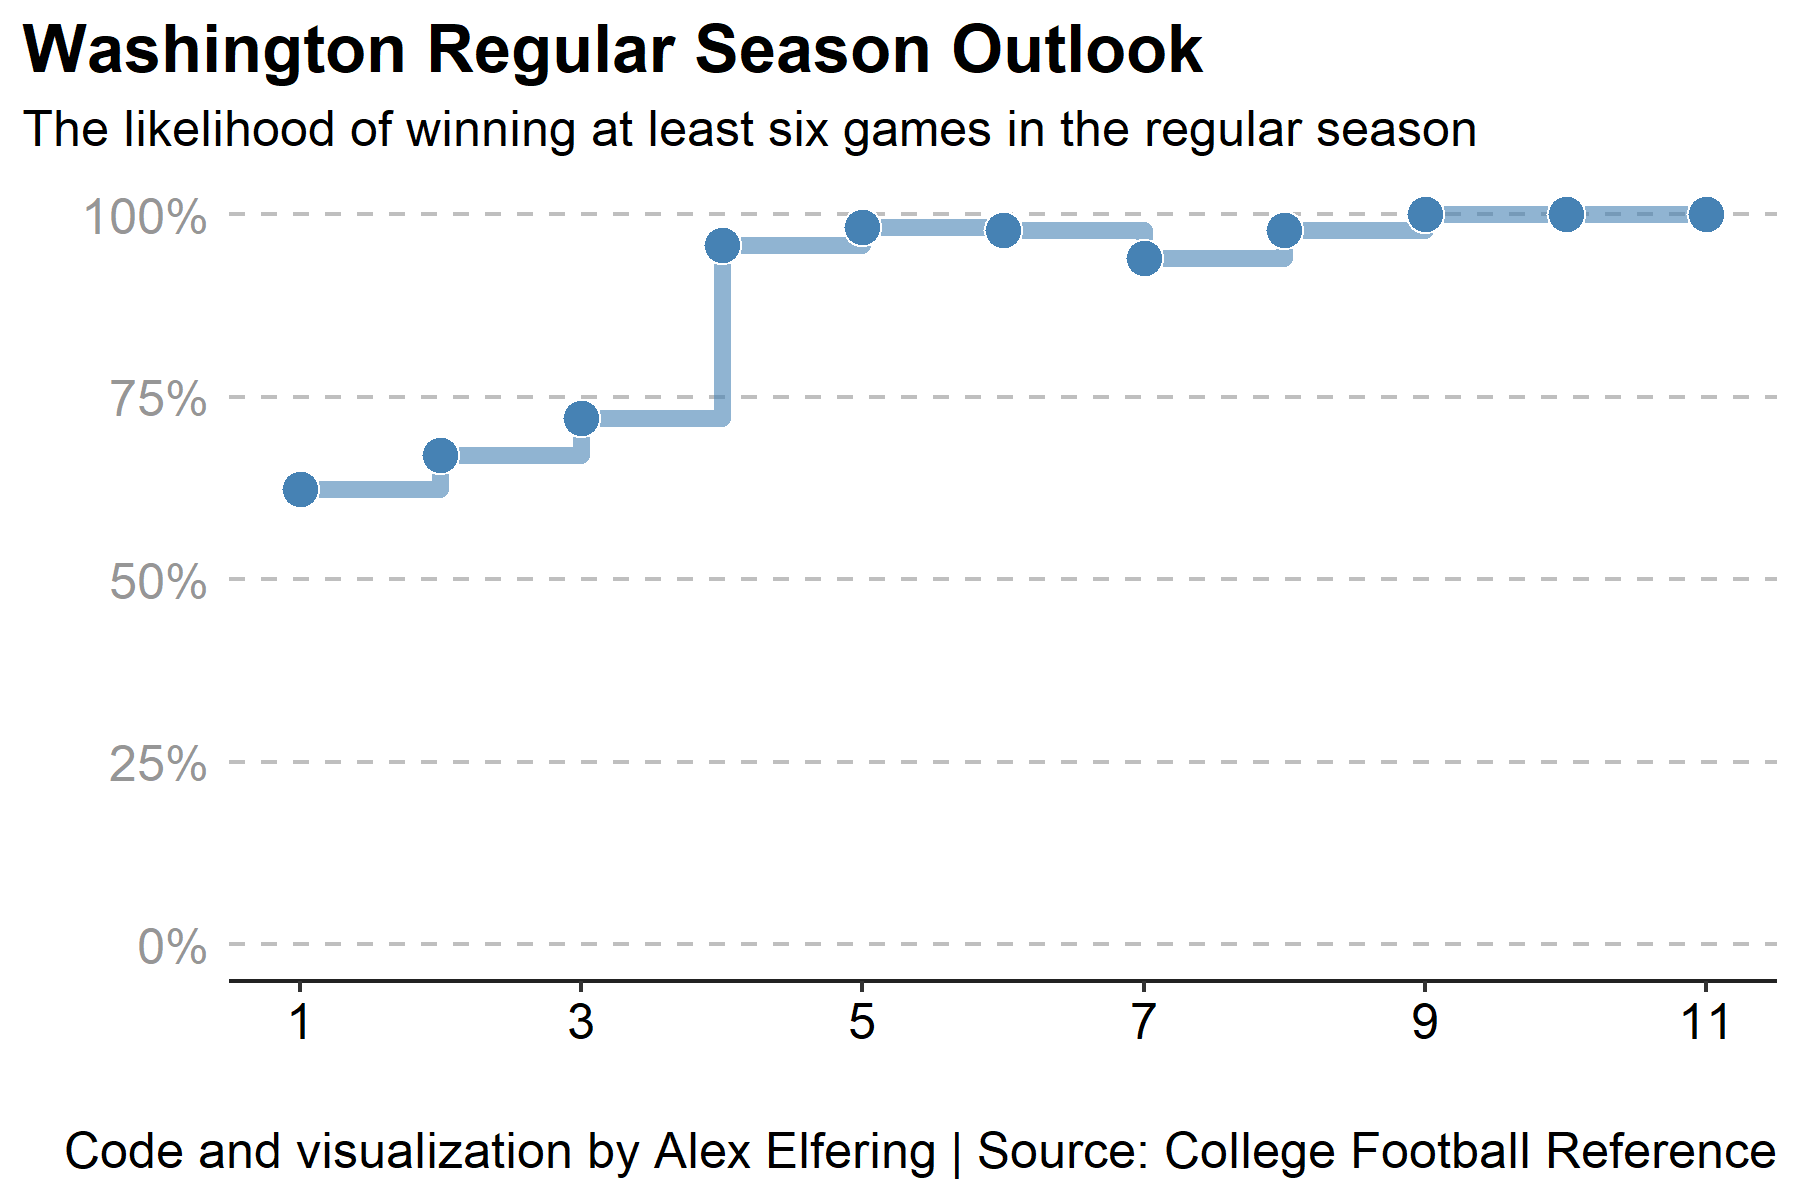 Washington Regular Season Outlook
The likelihood of winning at least six games in the regular season
100%
75%
50%
25%
0%
1 3 5 7 9 11
Code and visualization by Alex Elfering | Source: College Football Reference